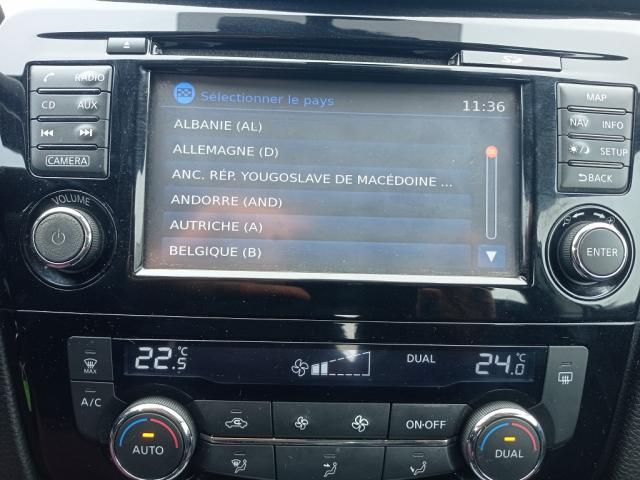 SD
RADIO
CD AUX
CAMERA
VOLUME
Sélectionner le pays 11:36
ALBANIE (AL)
ALLEMAGNE (D)
ANC. RÉP. YOUGOSLAVE DE MACÉDOINE ...
ANDORRE (AND)
AUTRICHE (A)
BELGIQUE (B)
MAP
NAV INFO
SETUP
BACK
ENTER
MAX
22.5 °C
DUAL
24.0 °C
A/C
AUTO
ON·OFF
DUAL